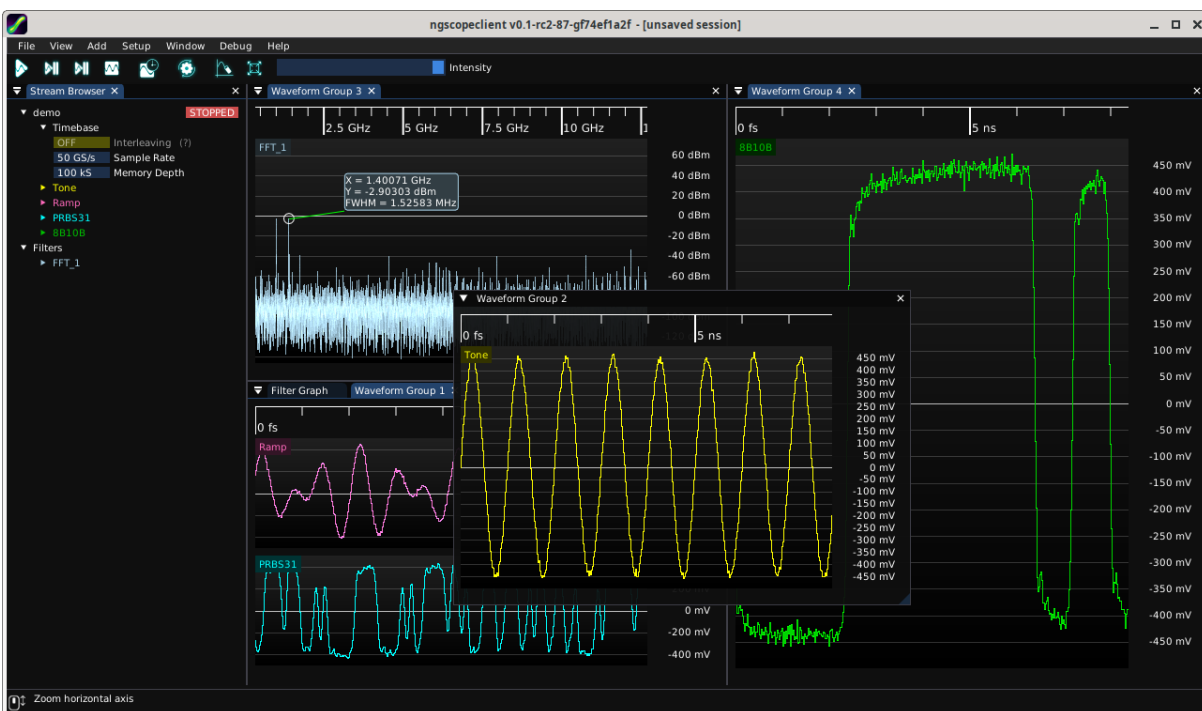 ngscopeclient v0.1-rc2-87-gf74ef1a2f - [unsaved session]
File View Add Setup Window Debug Help
Intensity
Stream Browser
demo STOPPED
Timebase
OFF Interleaving (?)
50 GS/s Sample Rate
100 kS Memory Depth
Tone
Ramp
PRBS31
8B10B
Filters
FFT_1
Waveform Group 3
2.5 GHz 5 GHz 7.5 GHz 10 GHz
FFT_1
X = 1.40071 GHz
Y = -2.90303 dBm
FWHM = 1.52583 MHz
60 dBm
40 dBm
20 dBm
0 dBm
-20 dBm
-40 dBm
-60 dBm
Filter Graph Waveform Group 1
0 fs
Ramp
PRBS31
0 mV
-200 mV
-400 mV
Waveform Group 2
0 fs 5 ns
Tone
450 mV
400 mV
350 mV
300 mV
250 mV
200 mV
150 mV
100 mV
50 mV
0 mV
-50 mV
-100 mV
-150 mV
-200 mV
-250 mV
-300 mV
-350 mV
-400 mV
-450 mV
Waveform Group 4
0 fs 5 ns
8B10B
450 mV
400 mV
350 mV
300 mV
250 mV
200 mV
150 mV
100 mV
50 mV
0 mV
-50 mV
-100 mV
-150 mV
-200 mV
-250 mV
-300 mV
-350 mV
-400 mV
-450 mV
Zoom horizontal axis